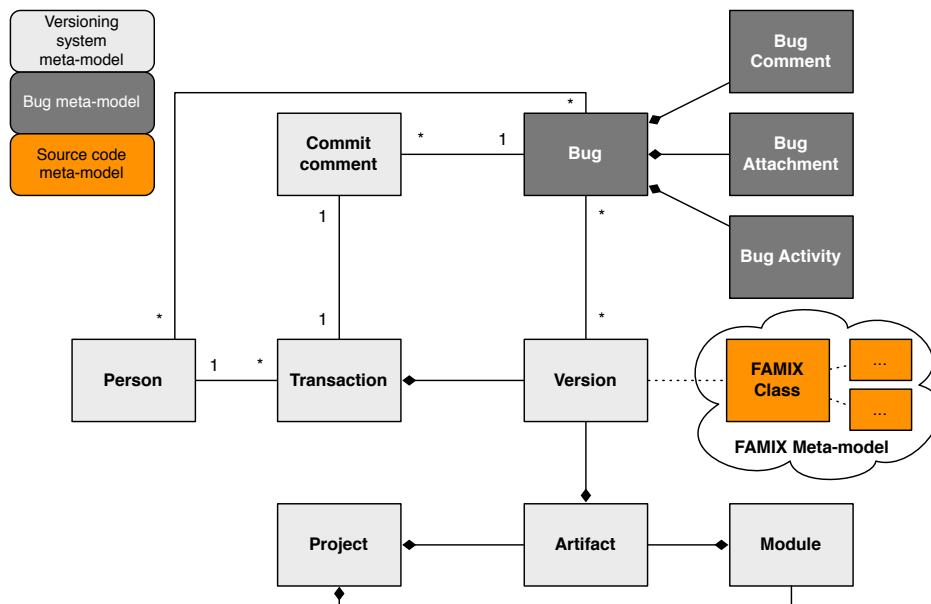 Versioning
system
meta-model
Bug meta-model
Source code
meta-model
Bug
Comment
*
Commit
comment
*
1
Bug
Bug
Attachment
1
*
Bug Activity
*
1
*
Person
1
*
Transaction
Version
FAMIX
Class
...
...
FAMIX Meta-model
Project
Artifact
Module